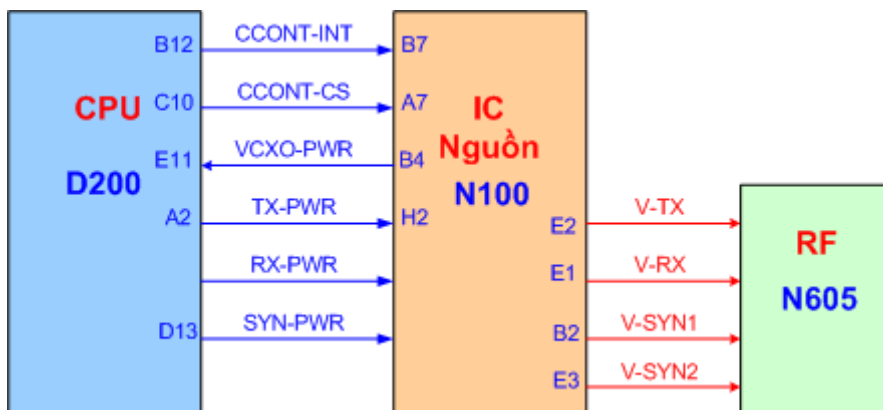 B12 CCONT-INT B7
CPU C10 CCONT-CS A7 IC
Nguồn
E11 VCXO-PWR B4
D200 N100
A2 TX-PWR H2 E2 V-TX
RF
RX-PWR E1 V-RX
N605
D13 SYN-PWR B2 V-SYN1
E3 V-SYN2